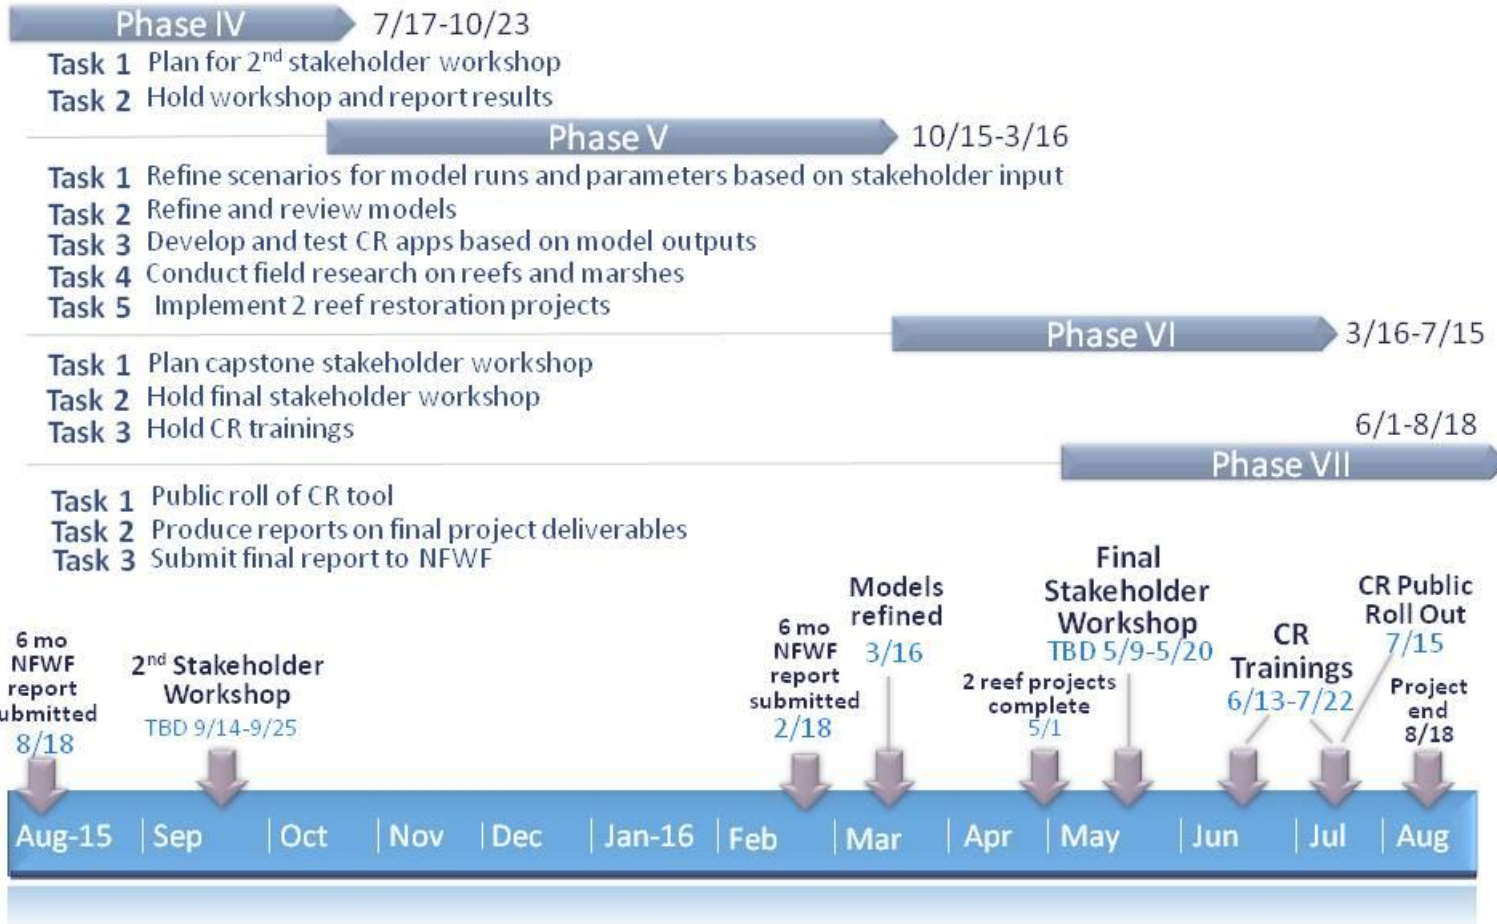 Phase IV 7/17-10/23
Task 1 Plan for 2nd stakeholder workshop
Task 2 Hold workshop and report results
Phase V 10/15-3/16
Task 1 Refine scenarios for model runs and parameters based on stakeholder input
Task 2 Refine and review models
Task 3 Develop and test CR apps based on model outputs
Task 4 Conduct field research on reefs and marshes
Task 5 Implement 2 reef restoration projects
Phase VI 3/16-7/15
Task 1 Plan capstone stakeholder workshop
Task 2 Hold final stakeholder workshop
Task 3 Hold CR trainings
6/1-8/18
Phase VII
Task 1 Public roll of CR tool
Task 2 Produce reports on final project deliverables
Task 3 Submit final report to NFWF
6 mo
NFWF
report
ubmitted
8/18
2nd Stakeholder
Workshop
TBD 9/14-9/25
6 mo
NFWF
report
submitted
2/18
Models
refined
3/16
2 reef projects
complete
5/1
Final
Stakeholder
Workshop
TBD 5/9-5/20
CR
Trainings
6/13-7/22
CR Public
Roll Out
7/15
Project
end
8/18
Aug-15 Sep Oct Nov Dec Jan-16 Feb Mar Apr May Jun Jul Aug